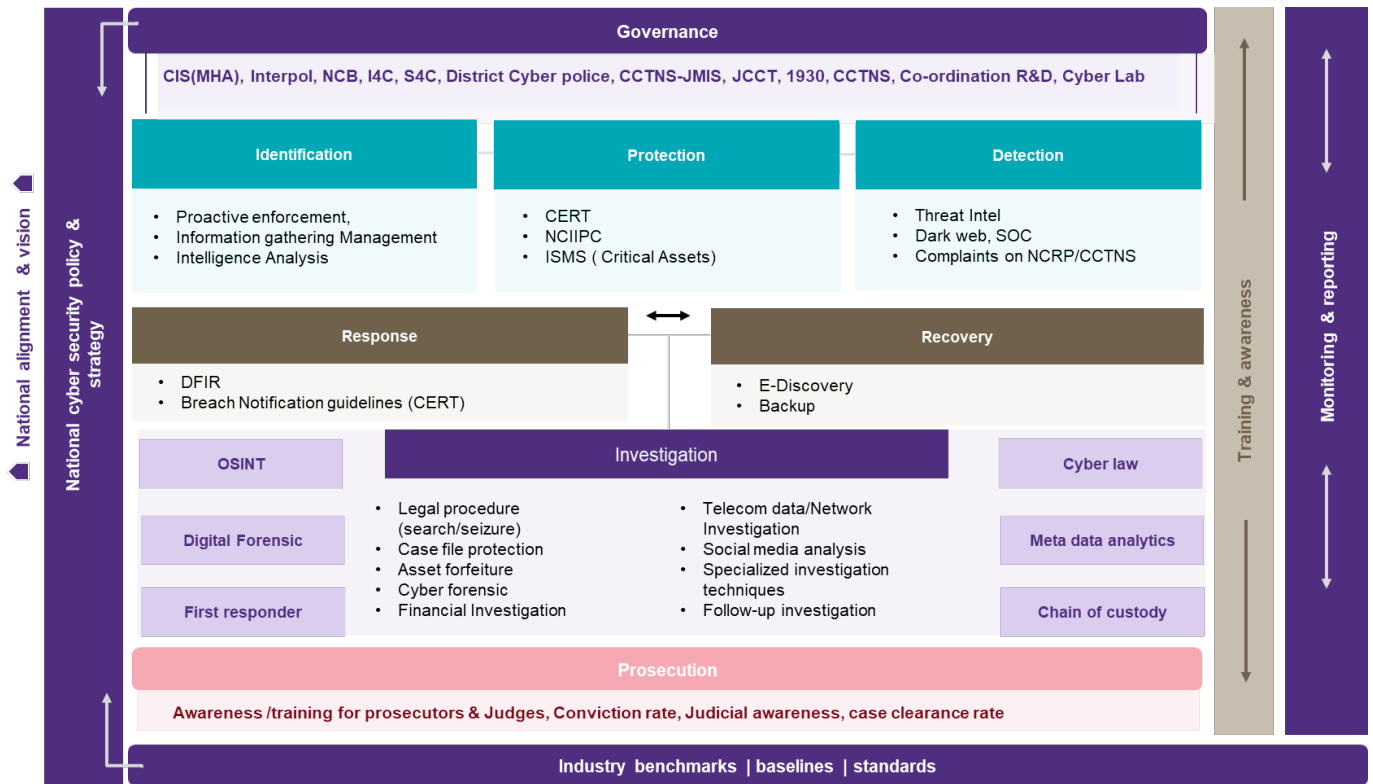 Governance
CIS(MHA), Interpol, NCB, I4C, S4C, District Cyber police, CCTNS-JMIS, JCCT, 1930, CCTNS, Co-ordination R&D, Cyber Lab
National alignment & vision
National cyber security policy &
strategy
Identification
• Proactive enforcement,
• Information gathering Management
• Intelligence Analysis
Protection
• CERT
• NCIIPC
• ISMS ( Critical Assets)
Detection
• Threat Intel
• Dark web, SOC
• Complaints on NCRP/CCTNS
Response
• DFIR
• Breach Notification guidelines (CERT)
Recovery
• E-Discovery
• Backup
OSINT
Digital Forensic
First responder
Investigation
• Legal procedure
(search/seizure)
• Case file protection
• Asset forfeiture
• Cyber forensic
• Financial Investigation
• Telecom data/Network
Investigation
• Social media analysis
• Specialized investigation
techniques
• Follow-up investigation
Cyber law
Meta data analytics
Chain of custody
Prosecution
Awareness /training for prosecutors & Judges, Conviction rate, Judicial awareness, case clearance rate
Training & awareness
Monitoring & reporting
Industry benchmarks | baselines | standards